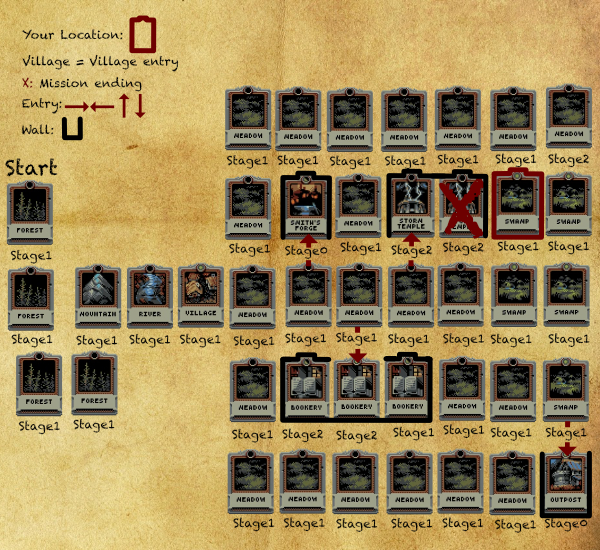 Your Location:
Village = Village entry
X: Mission ending
Entry:
Wall:
Start
MEADOW MEADOW MEADOW MEADOW MEADOW MEADOW MEADOW
Stage1 Stage1 Stage1 Stage1 Stage1 Stage1 Stage2
FOREST MEADOW SMITH'S FORGE MEADOW STORM TEMPLE SWAMP SWAMP
Stage1 Stage1 Stage0 Stage1 Stage2 Stage2 Stage1 Stage1
FOREST MOUNTAIN RIVER VILLAGE MEADOW MEADOW MEADOW MEADOW MEADOW SWAMP SWAMP
Stage1 Stage1 Stage1 Stage1 Stage1 Stage1 Stage1 Stage1 Stage1 Stage1 Stage1
FOREST FOREST MEADOW BOOKERY BOOKERY BOOKERY MEADOW MEADOW SWAMP
Stage1 Stage1 Stage1 Stage2 Stage2 Stage1 Stage1 Stage1 Stage1
MEADOW MEADOW MEADOW MEADOW MEADOW MEADOW OUTPOST
Stage1 Stage1 Stage1 Stage1 Stage1 Stage1 Stage0